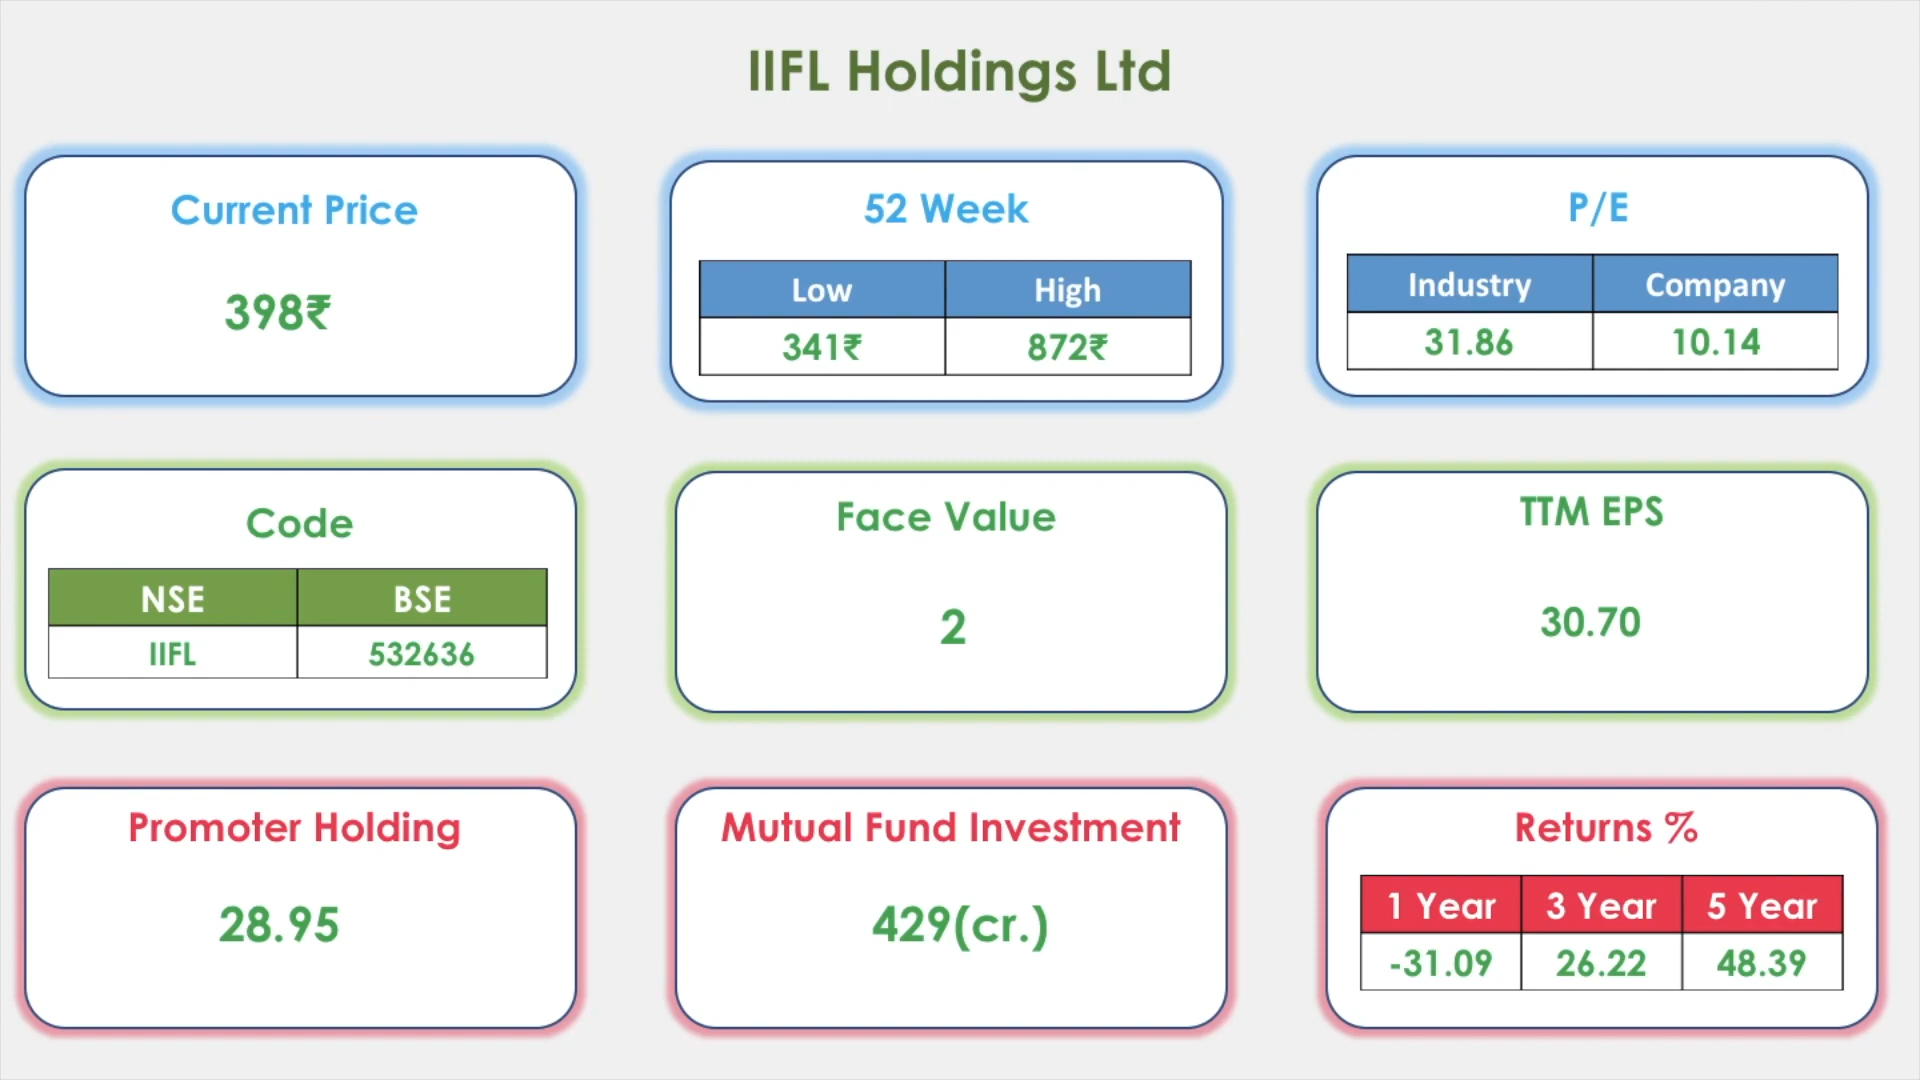 IIFL Holdings Ltd
Current Price
398₹
52 Week
Low High
341₹ 872₹
P/E
Industry Company
31.86 10.14
Code
NSE BSE
IIFL 532636
Face Value
2
TTM EPS
30.70
Promoter Holding
28.95
Mutual Fund Investment
429(cr.)
Returns %
1 Year 3 Year 5 Year
-31.09 26.22 48.39